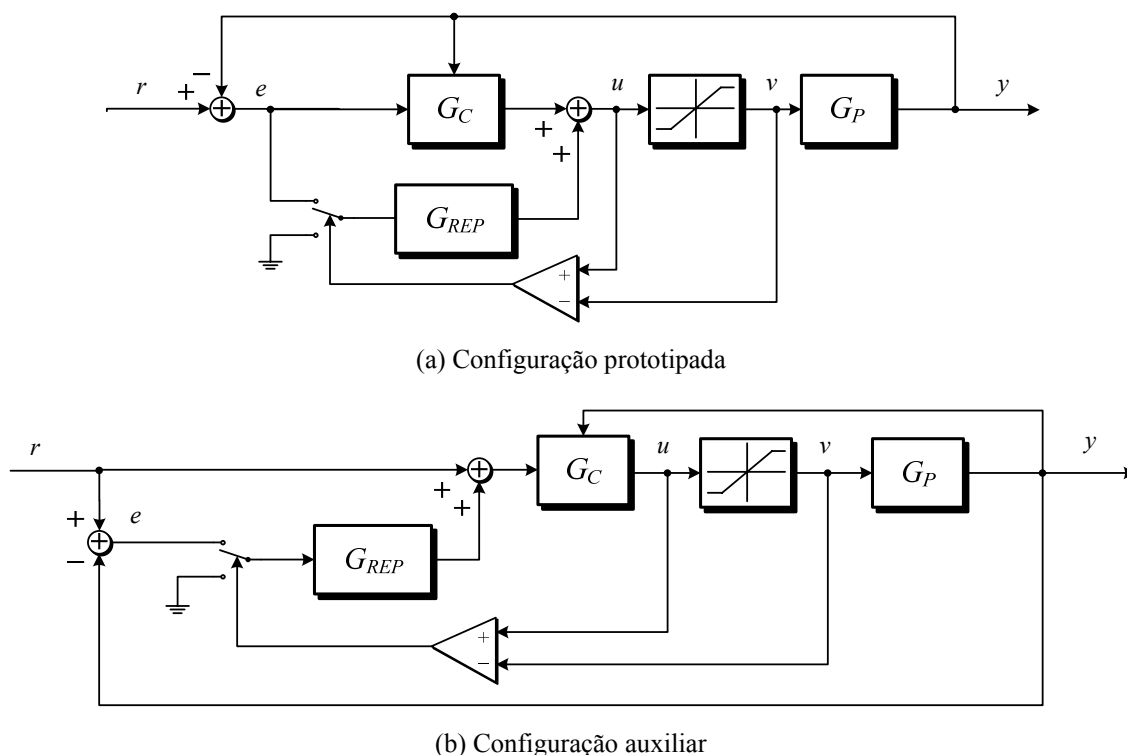 r
+
−
+
e
G_C
+
+
+
u
v
G_P
y
G_REP
+
−
(a) Configuração prototipada
r
+
−
+
e
+
+
+
G_C
u
v
G_P
y
G_REP
+
−
(b) Configuração auxiliar